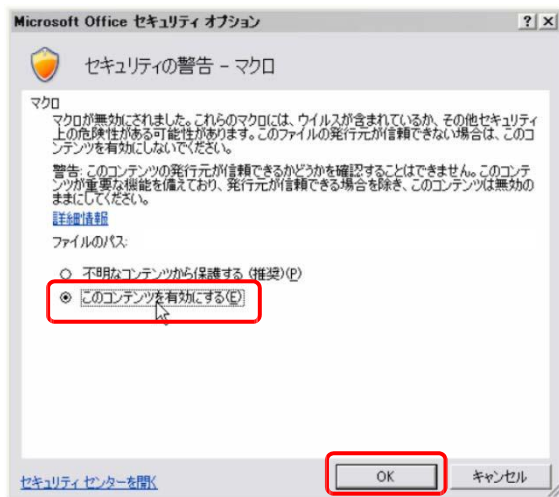 Microsoft Office セキュリティ オプション
セキュリティの警告 - マクロ
マクロ
マクロが無効にされました。これらのマクロには、ウイルスが含まれているか、その他セキュリティ
上の危険性がある可能性があります。このファイルの発行元が信頼できない場合は、このコ
ンテンツを有効にしないでください。
警告: このコンテンツの発行元が信頼できるかどうかを確認することはできません。このコンテ
ンツが重要な機能を備えており、発行元が信頼できる場合を除き、このコンテンツは無効の
ままにしてください。
詳細情報
ファイルのパス:
不明なコンテンツから保護する (推奨)(P)
このコンテンツを有効にする(E)
セキュリティ センターを開く
OK
キャンセル